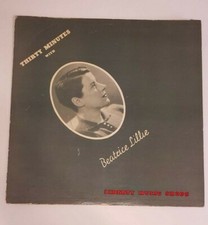 THIRTY MINUTES
WITH
Beatrice Lillie
LIBERTY MUSIC SHOPS